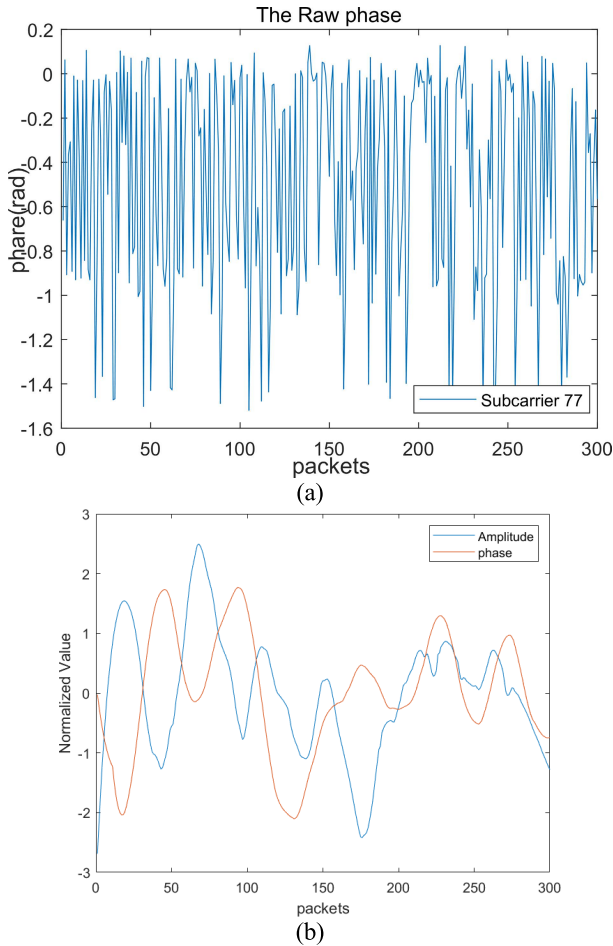 The Raw phase
0.2
0
-0.2
-0.4
-0.6
-0.8
-1
-1.2
-1.4
-1.6
phare(rad)
Subcarrier 77
0 50 100 150 200 250 300
packets
(a)
3
2
1
0
-1
-2
-3
Normalized Value
Amplitude
phase
0 50 100 150 200 250 300
packets
(b)